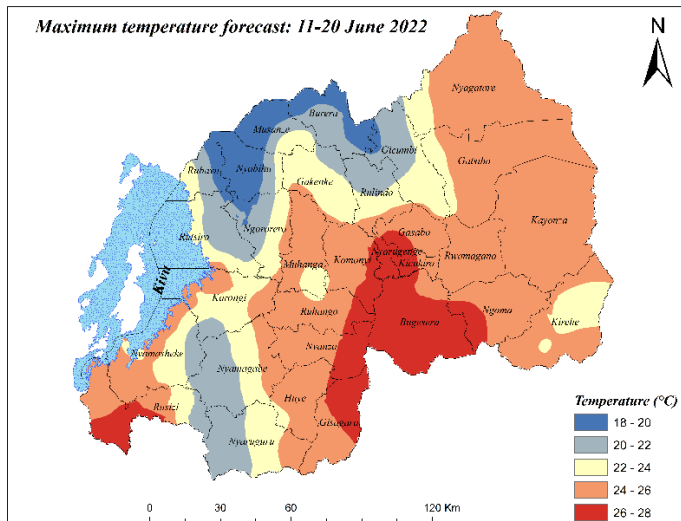 Maximum temperature forecast: 11-20 June 2022
N
Nyagatare
Burera
Musanze
Gicumbi
Nyabihu
Rubavu
Gakenke
Gatsibo
Rulindo
Ngororero
Kayonza
Rutsiro
Gasabo
Nyarugenge
Kicukiro
Rwamagana
Muhanga
Kamony
Kivu
Karongi
Ruhango
Ngoma
Kirehe
Bugesera
Nyanza
Nyamasheke
Nyamagabe
Huye
Rusizi
Gisagara
Nyaruguru
Temperature (°C)
18 - 20
20 - 22
22 - 24
24 - 26
26 - 28
0 30 60 120 Km